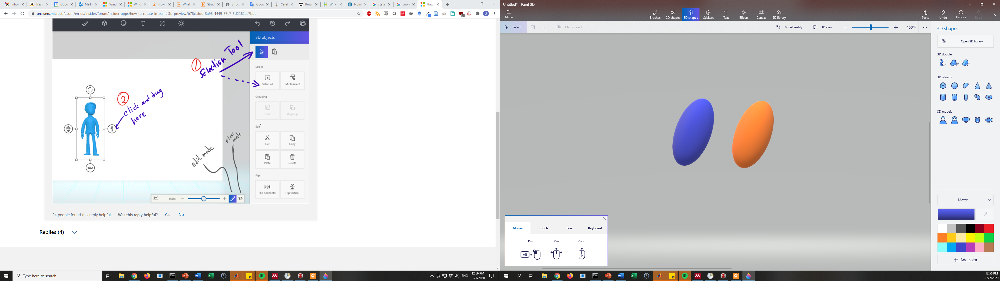 Inbox
Track
Goog
Mail
Wind
Wind
How
What
Struct
Struct
Goog
Cereb
Procr
Why
Num
state
two e
How
answers.microsoft.com/en-us/insider/forum/insider_apps/how-to-rotate-in-paint-3d-preview/b78cc5dd-3a98-4449-87e7-5d2262ec7bdc
3D objects
1
Selection Tool
Select
Select all
Multi-select
Grouping
Group
Ungroup
2
click and drag
here
Edit
Cut
Copy
Paste
Delete
view
mode
edit mode
Flip
Flip horizontal
Flip vertical
100%
24 people found this reply helpful
Was this reply helpful?
Yes
No
Replies (4)
Type here to search
ENG
12:56 PM
12/7/2020
Untitled* - Paint 3D
Menu
Brushes
2D shapes
3D shapes
Stickers
Text
Effects
Canvas
3D library
Paste
Undo
History
Redo
Select
Crop
Magic select
Mixed reality
3D view
150%
3D shapes
Open 3D library
3D doodle
3D objects
3D models
Matte
Add color
Mouse
Touch
Pen
Keyboard
Pan
Pan
Zoom
Alt +
12:56 PM
12/7/2020